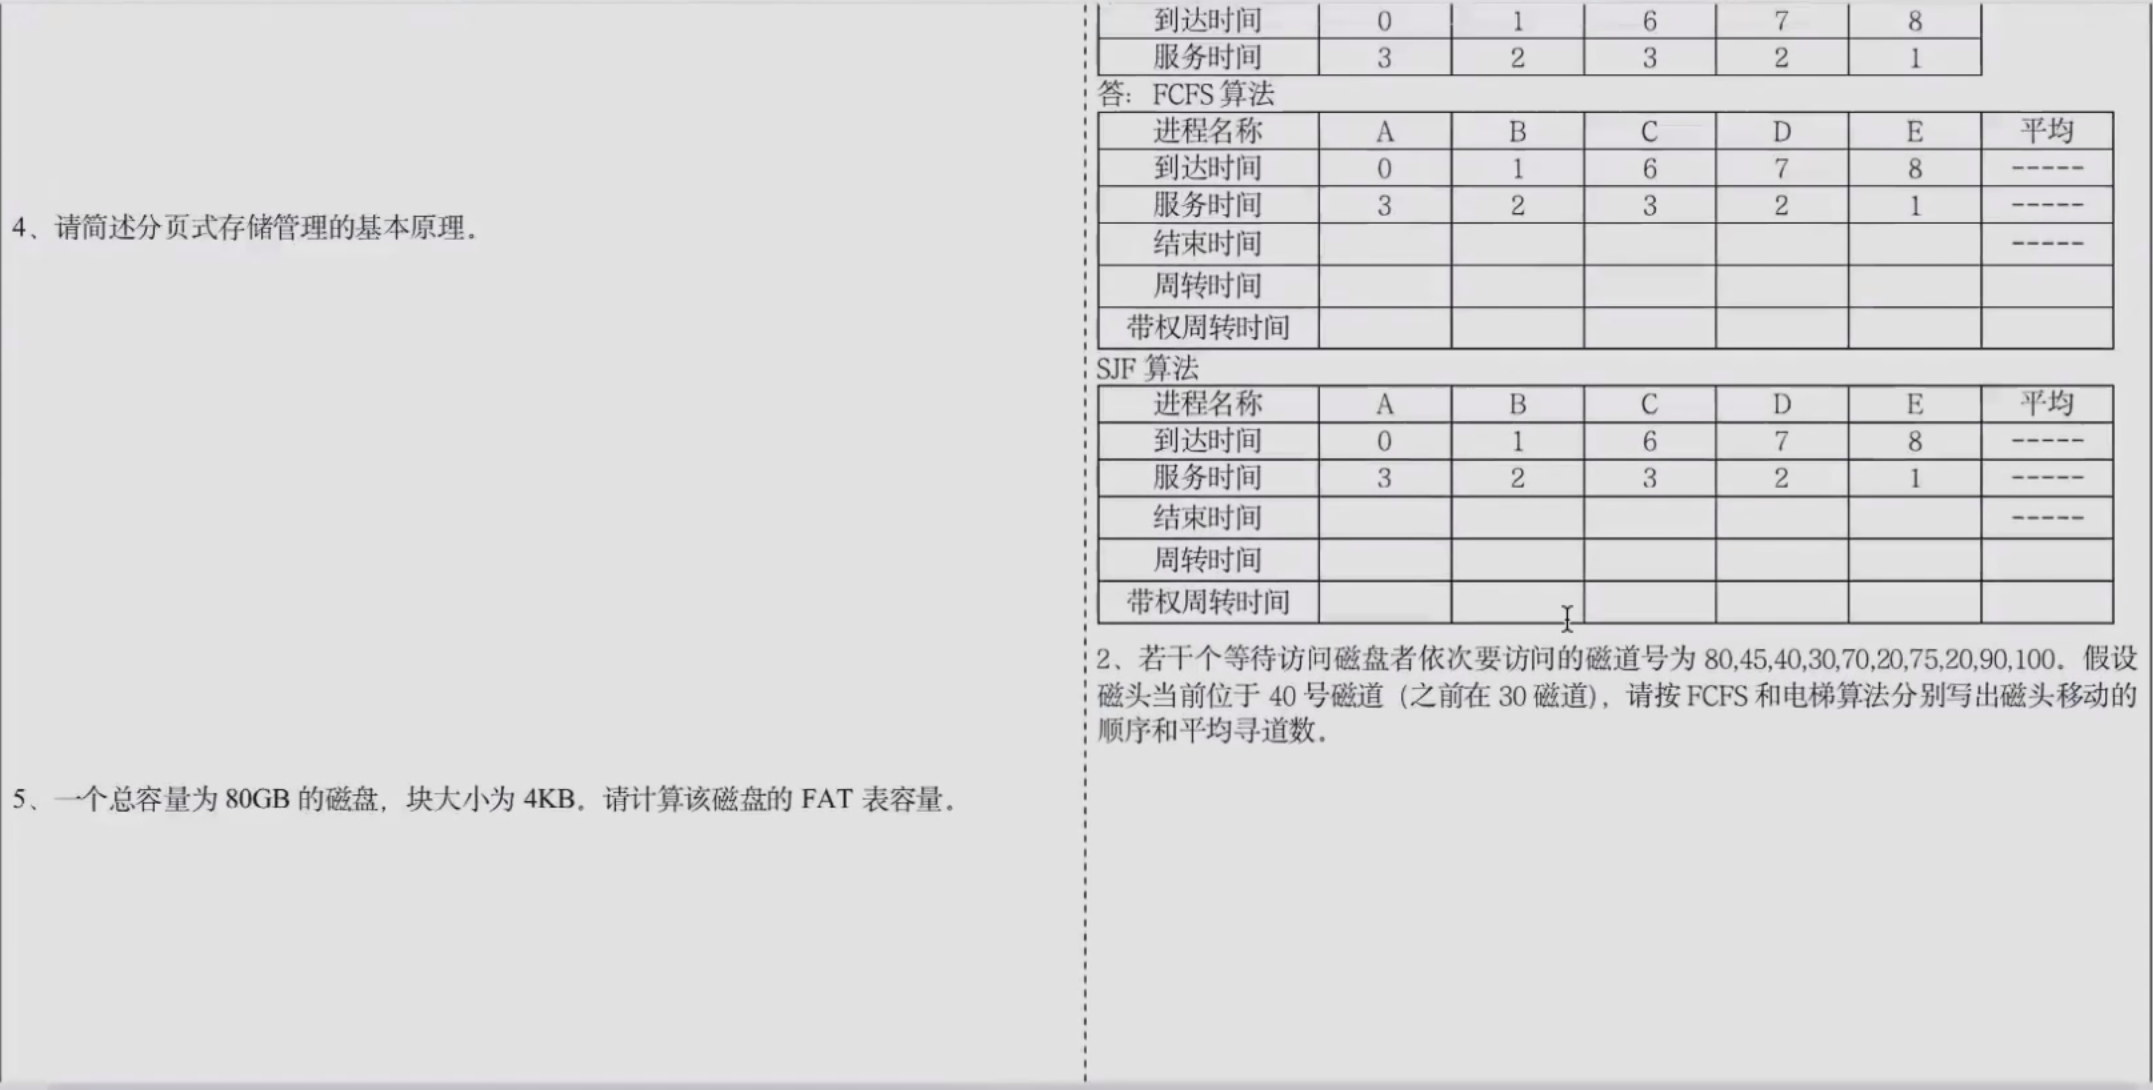 4、请简述分页式存储管理的基本原理。
5、一个总容量为 80GB 的磁盘，块大小为 4KB。请计算该磁盘的 FAT 表容量。
到达时间 0 1 6 7 8
服务时间 3 2 3 2 1
答：FCFS 算法
进程名称 A B C D E 平均
到达时间 0 1 6 7 8 -----
服务时间 3 2 3 2 1 -----
结束时间 -----
周转时间
带权周转时间
SJF 算法
进程名称 A B C D E 平均
到达时间 0 1 6 7 8 -----
服务时间 3 2 3 2 1 -----
结束时间 -----
周转时间
带权周转时间
2、若干个等待访问磁盘者依次要访问的磁道号为 80,45,40,30,70,20,75,20,90,100。假设
磁头当前位于 40 号磁道（之前在 30 磁道），请按 FCFS 和电梯算法分别写出磁头移动的
顺序和平均寻道数。